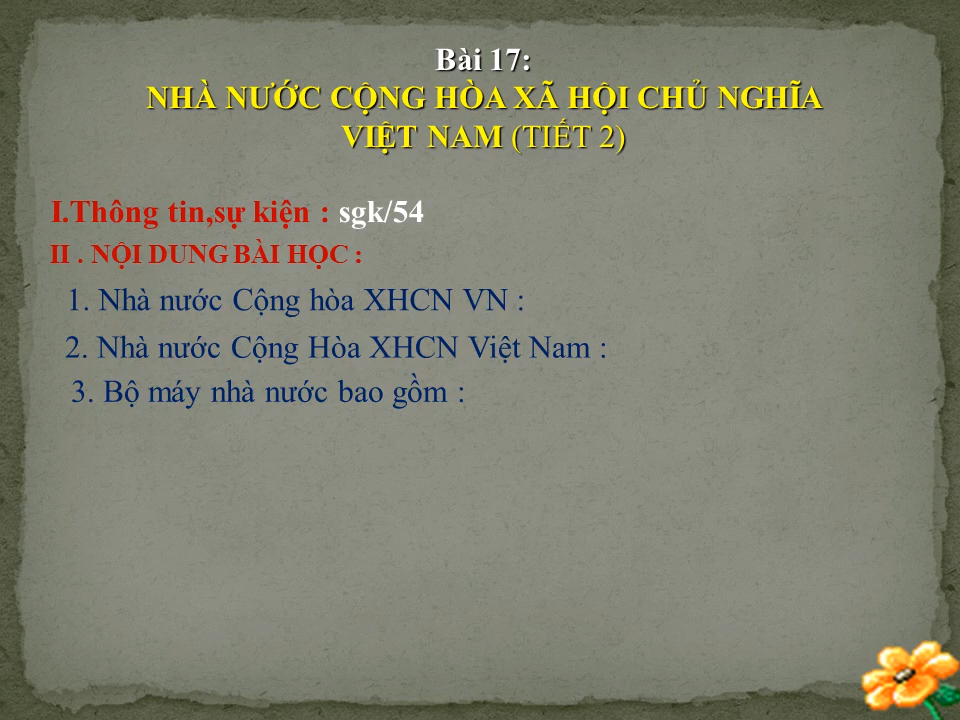 Bài 17:
NHÀ NƯỚC CỘNG HÒA XÃ HỘI CHỦ NGHĨA
VIỆT NAM (TIẾT 2)
I.Thông tin,sự kiện : sgk/54
II . NỘI DUNG BÀI HỌC :
1. Nhà nước Cộng hòa XHCN VN :
2. Nhà nước Cộng Hòa XHCN Việt Nam :
3. Bộ máy nhà nước bao gồm :